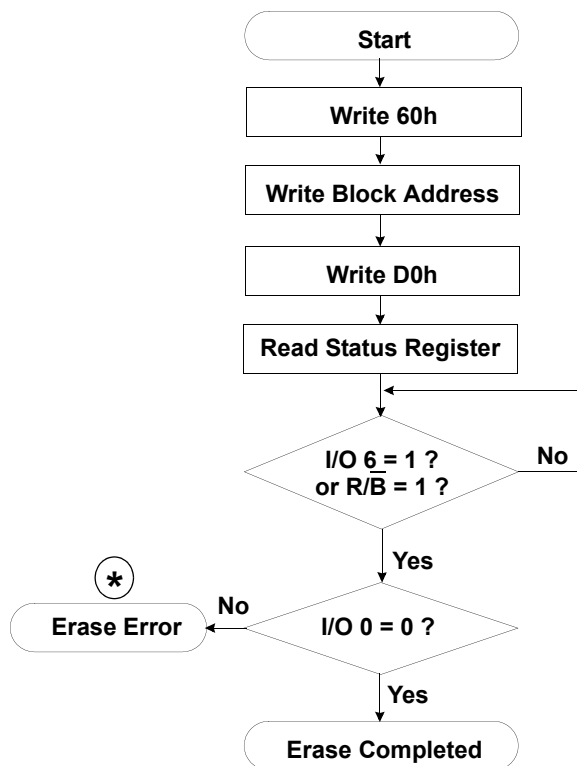 Start
Write 60h
Write Block Address
Write D0h
Read Status Register
I/O 6 = 1 ?
or R/B̅ = 1 ?
No
Yes
*
No
Erase Error
I/O 0 = 0 ?
Yes
Erase Completed